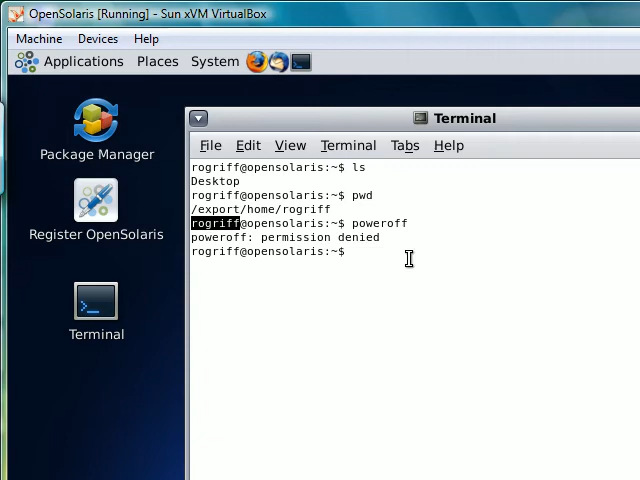 OpenSolaris [Running] - Sun xVM VirtualBox
Machine Devices Help
Applications Places System
Package Manager
Register OpenSolaris
Terminal
Terminal
File Edit View Terminal Tabs Help
rogriff@opensolaris:~$ ls
Desktop
rogriff@opensolaris:~$ pwd
/export/home/rogriff
rogriff@opensolaris:~$ poweroff
poweroff: permission denied
rogriff@opensolaris:~$